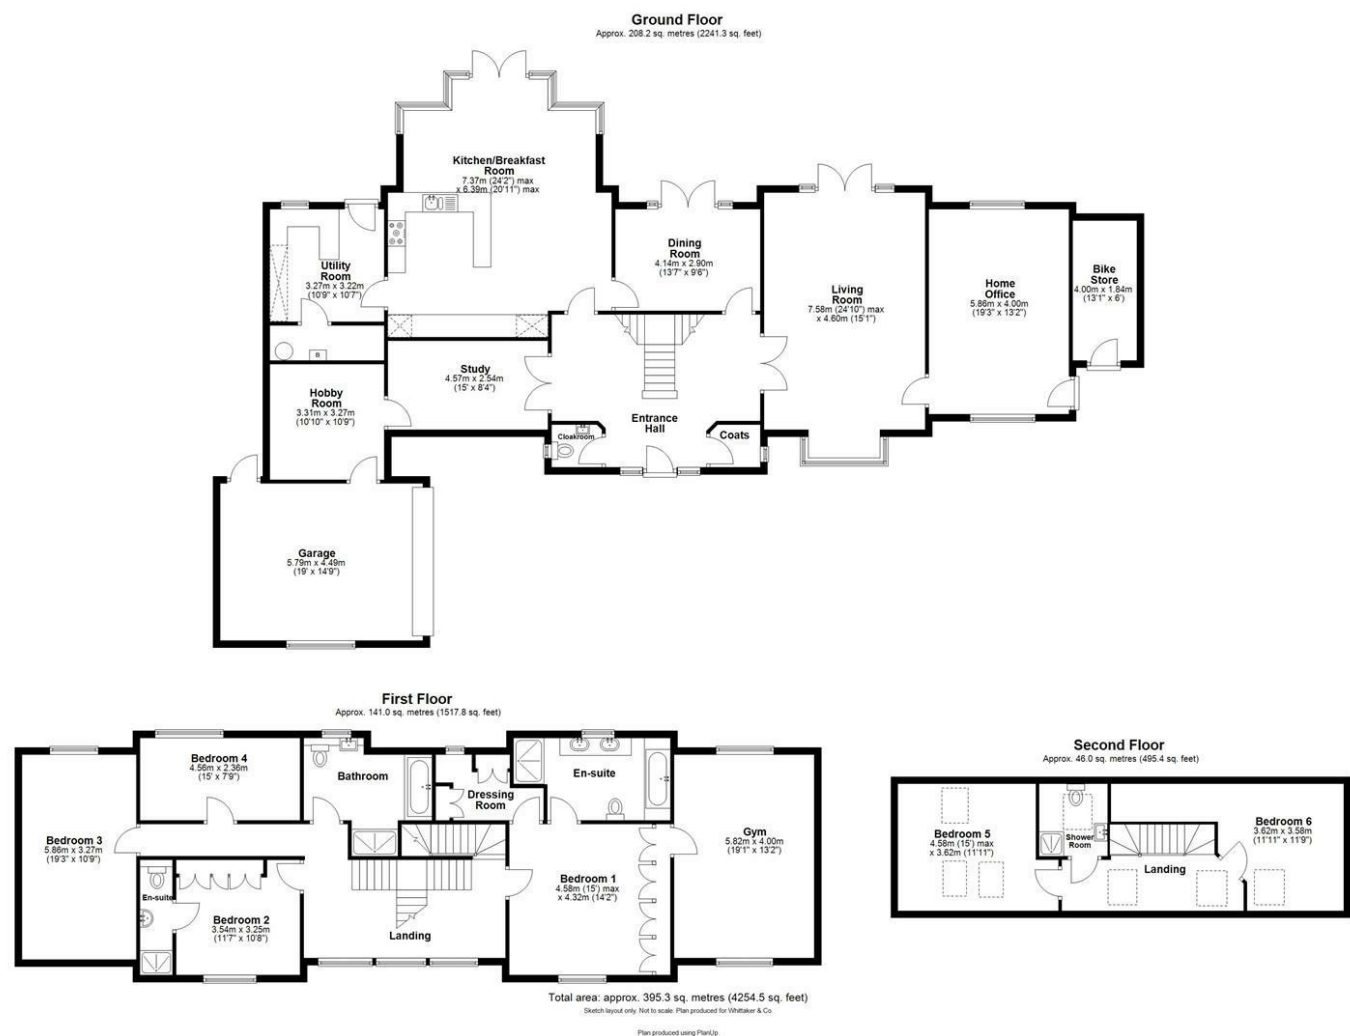 Ground Floor
Approx. 208.2 sq. metres (2241.3 sq. feet)
Kitchen/Breakfast
Room
7.37m (24'2") max
x 6.39m (20'11") max
Utility
Room
3.27m x 3.22m
(10'9" x 10'7")
Dining
Room
4.14m x 2.90m
(13'7" x 9'6")
Living
Room
7.58m (24'10") max
x 4.60m (15'1")
Home
Office
5.86m x 4.00m
(19'3" x 13'2")
Bike
Store
4.00m x 1.84m
(13'1" x 6')
Study
4.57m x 2.54m
(15' x 8'4")
Hobby
Room
3.31m x 3.27m
(10'10" x 10'9")
Entrance
Hall
Cloakroom
Coats
Garage
5.79m x 4.49m
(19' x 14'9")
First Floor
Approx. 141.0 sq. metres (1517.8 sq. feet)
Bedroom 4
4.56m x 2.36m
(15' x 7'9")
Bathroom
Dressing
Room
En-suite
Bedroom 3
5.86m x 3.27m
(19'3" x 10'9")
Gym
5.82m x 4.00m
(19'1" x 13'2")
En-suite
Bedroom 2
3.54m x 3.25m
(11'7" x 10'8")
Bedroom 1
4.58m (15') max
x 4.32m (14'2")
Landing
Second Floor
Approx. 46.0 sq. metres (495.4 sq. feet)
Bedroom 5
4.58m (15') max
x 3.62m (11'11")
Shower
Room
Bedroom 6
3.62m x 3.58m
(11'11" x 11'9")
Landing
Total area: approx. 395.3 sq. metres (4254.5 sq. feet)
Sketch layout only. Not to scale. Plan produced for Whittaker & Co.
Plan produced using PlanUp.